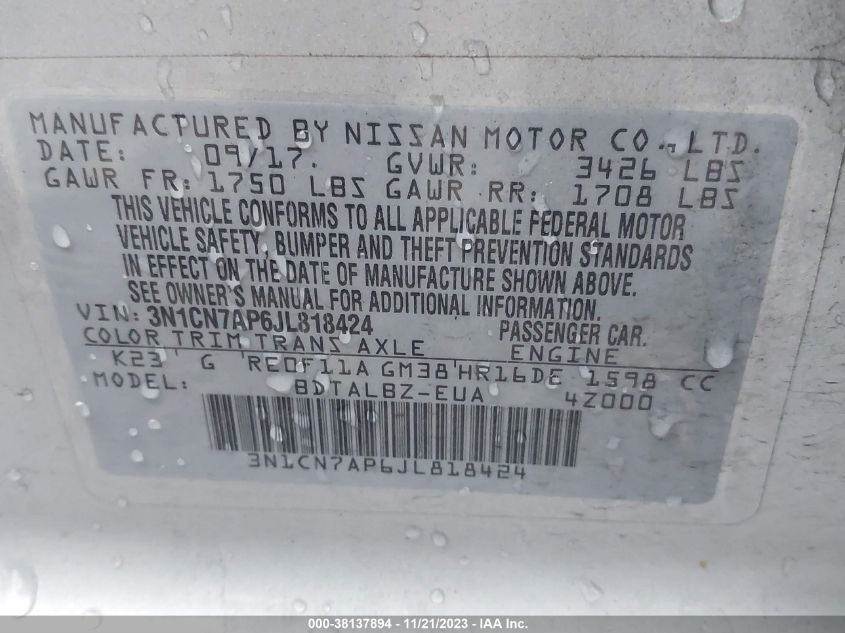 MANUFACTURED BY NISSAN MOTOR CO., LTD.
DATE: 09/17. GVWR: 3426 LBS
GAWR FR: 1750 LBS GAWR RR: 1708 LBS
THIS VEHICLE CONFORMS TO ALL APPLICABLE FEDERAL MOTOR
VEHICLE SAFETY, BUMPER AND THEFT PREVENTION STANDARDS
IN EFFECT ON THE DATE OF MANUFACTURE SHOWN ABOVE.
SEE OWNER'S MANUAL FOR ADDITIONAL INFORMATION.
VIN: 3N1CN7AP6JL818424 PASSENGER CAR.
COLOR TRIM TRANS AXLE ENGINE
K23 G RE0F11A GM38 HR16DE 1598 CC
MODEL: BDTALBZ-EUA 4Z000
3N1CN7AP6JL818424
000-38137894 - 11/21/2023 - IAA Inc.